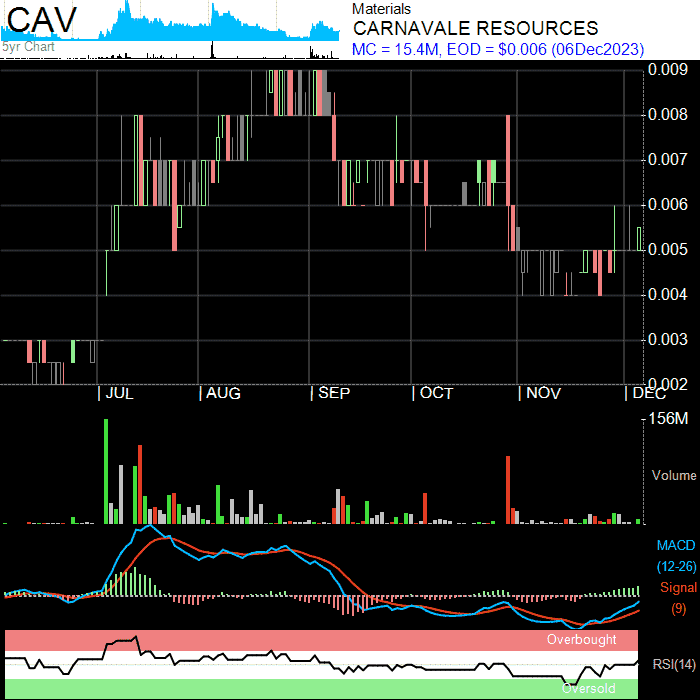 CAV
5yr Chart
Materials
CARNAVALE RESOURCES
MC = 15.4M, EOD = $0.006 (06Dec2023)
0.009
0.008
0.007
0.006
0.005
0.004
0.003
0.002
| JUL | AUG | SEP | OCT | NOV | DEC
156M
Volume
MACD
(12-26)
Signal
(9)
Overbought
RSI(14)
Oversold